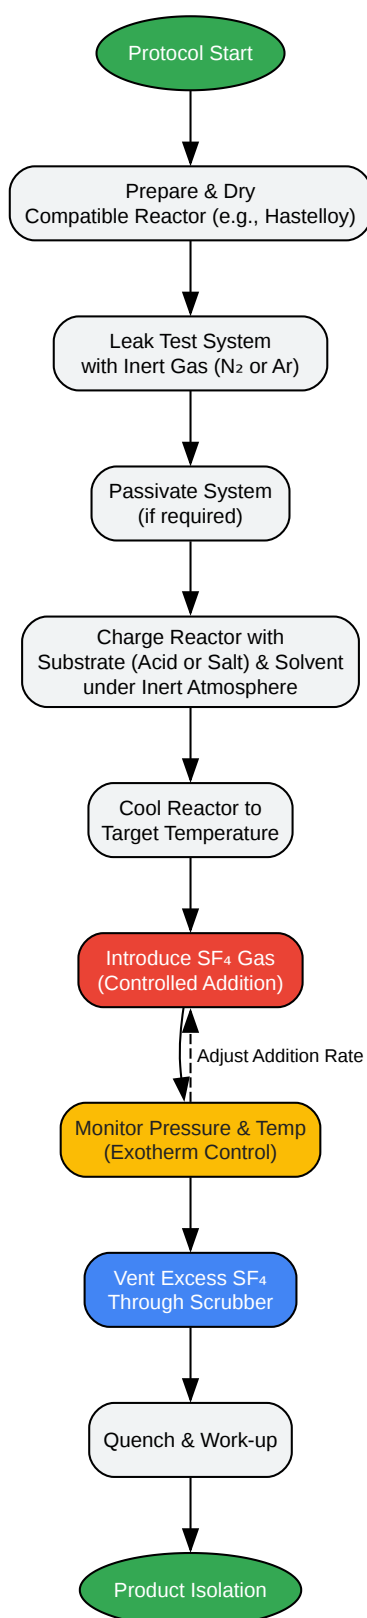 Protocol Start
Prepare & Dry
Compatible Reactor (e.g., Hastelloy)
Leak Test System
with Inert Gas (N₂ or Ar)
Passivate System
(if required)
Charge Reactor with
Substrate (Acid or Salt) & Solvent
under Inert Atmosphere
Cool Reactor to
Target Temperature
Introduce SF₄ Gas
(Controlled Addition)
Adjust Addition Rate
Monitor Pressure & Temp
(Exotherm Control)
Vent Excess SF₄
Through Scrubber
Quench & Work-up
Product Isolation